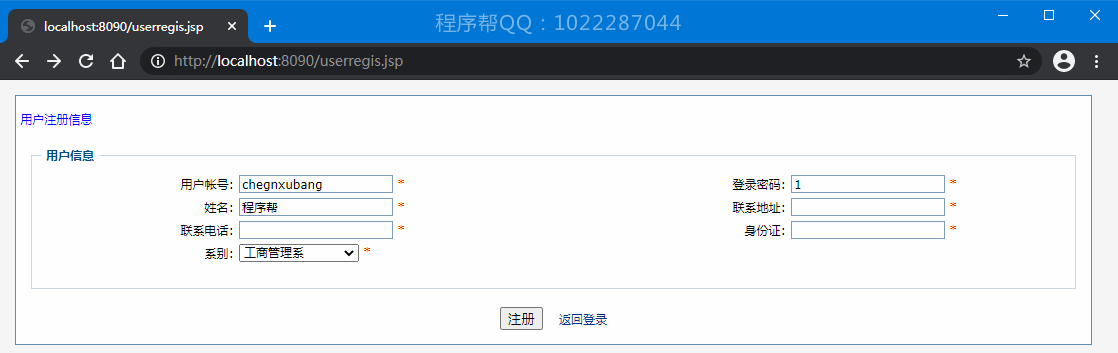 localhost:8090/userregis.jsp
程序帮QQ：1022287044
http://localhost:8090/userregis.jsp
用户注册信息
用户信息
用户帐号: chegnxubang * 登录密码: 1 *
姓名: 程序帮 * 联系地址: *
联系电话: * 身份证: *
系别: 工商管理系 *
注册 返回登录